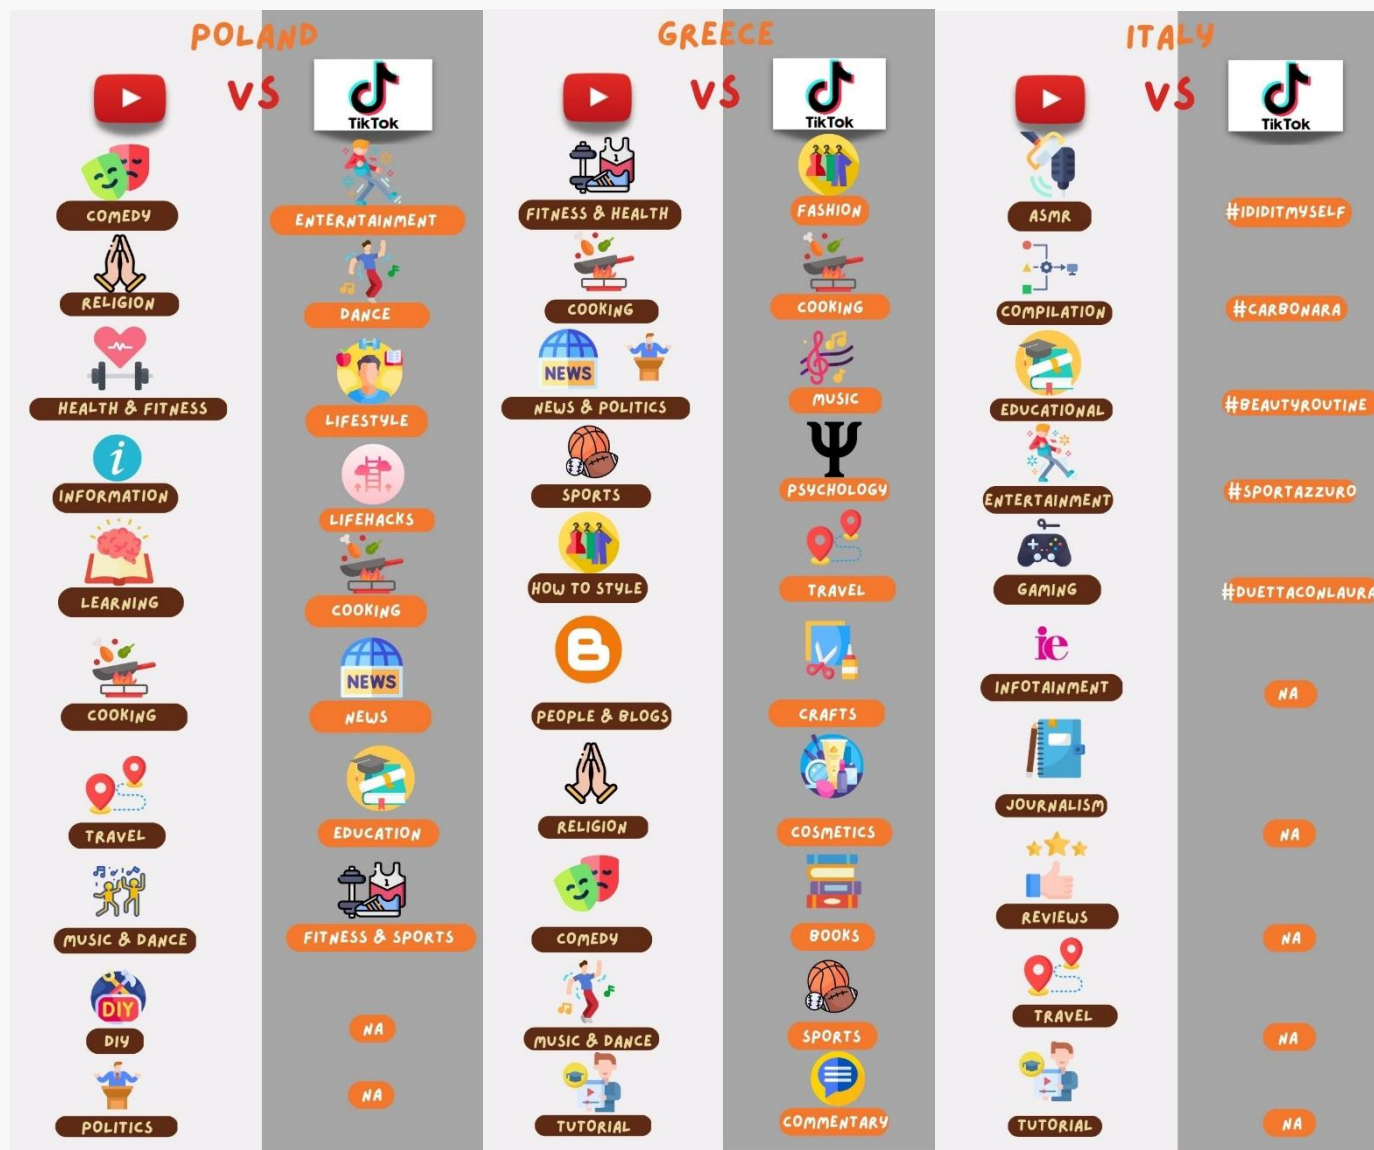 POLAND
VS
TikTok
COMEDY
ENTERNTAINMENT
RELIGION
DANCE
HEALTH & FITNESS
LIFESTYLE
i
INFORMATION
LIFEHACKS
LEARNING
COOKING
COOKING
NEWS
NEWS
TRAVEL
EDUCATION
1
MUSIC & DANCE
FITNESS & SPORTS
DIY
DIY
NA
POLITICS
NA
GREECE
VS
TikTok
1
FITNESS & HEALTH
FASHION
COOKING
COOKING
NEWS
NEWS & POLITICS
MUSIC
Ψ
SPORTS
PSYCHOLOGY
HOW TO STYLE
TRAVEL
B
PEOPLE & BLOGS
CRAFTS
RELIGION
COSMETICS
COMEDY
BOOKS
MUSIC & DANCE
SPORTS
TUTORIAL
COMMENTARY
ITALY
VS
TikTok
ASMR
#IDIDITMYSELF
COMPILATION
#CARBONARA
EDUCATIONAL
#BEAUTYROUTINE
ENTERTAINMENT
#SPORTAZZURO
GAMING
#DUETTACONLAURA
ie
INFOTAINMENT
NA
JOURNALISM
NA
REVIEWS
NA
TRAVEL
NA
TUTORIAL
NA